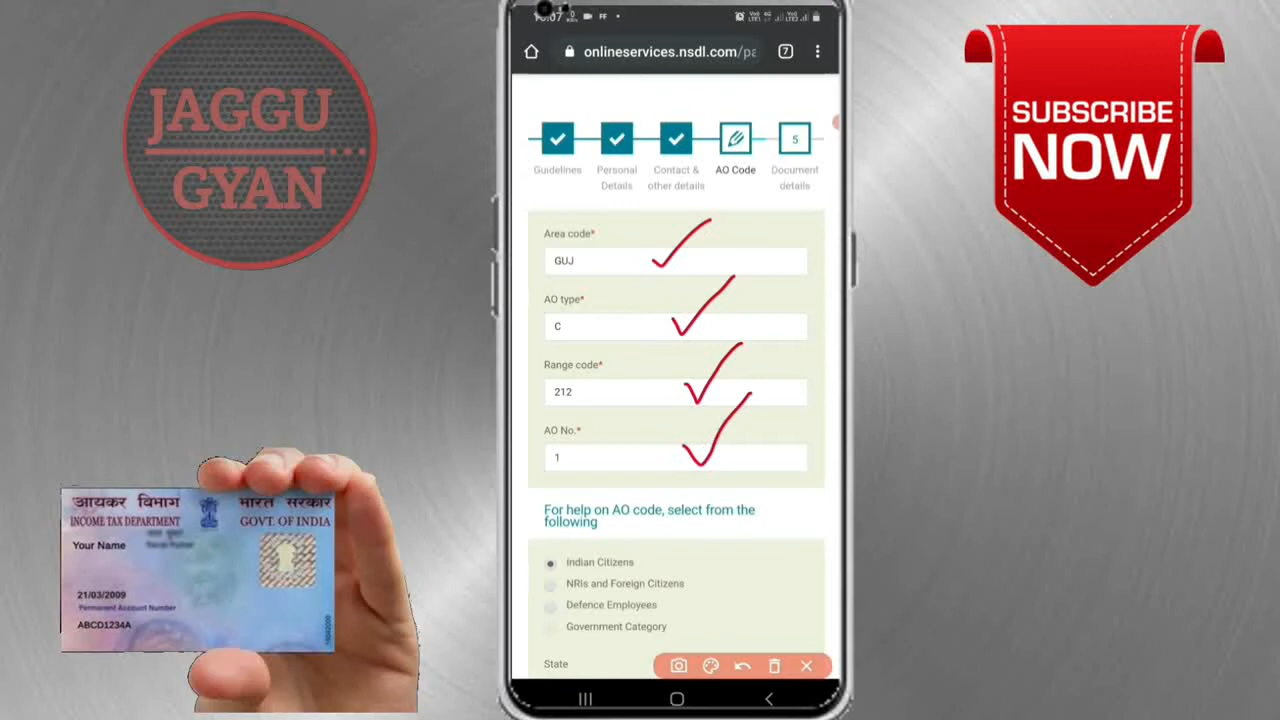 JAGGU
GYAN
SUBSCRIBE
NOW
FF
onlineservices.nsdl.com/pa
7
5
Guidelines
Personal
Details
Contact &
other details
AO Code
Document
details
Area code*
GUJ
AO type*
C
Range code*
212
AO No.*
1
For help on AO code, select from the
following
Indian Citizens
NRIs and Foreign Citizens
Defence Employees
Government Category
State
आयकर विभाग
भारत सरकार
INCOME TAX DEPARTMENT
GOVT. OF INDIA
Your Name
21/03/2009
Permanent Account Number
ABCD1234A